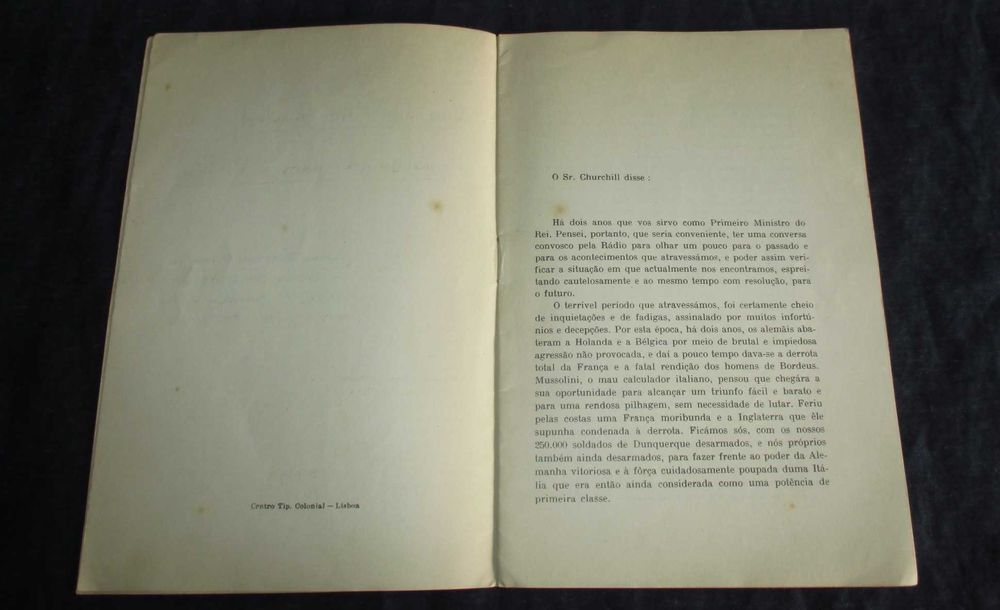 Centro Tip. Colonial — Lisboa
O Sr. Churchill disse :
Há dois anos que vos sirvo como Primeiro Ministro do
Rei. Pensei, portanto, que seria conveniente, ter uma conversa
convosco pela Rádio para olhar um pouco para o passado e
para os acontecimentos que atravessámos, e poder assim veri-
ficar a situação em que actualmente nos encontramos, esprei-
tando cautelosamente e ao mesmo tempo com resolução, para
o futuro.
O terrivel período que atravessámos, foi certamente cheio
de inquietações e de fadigas, assinalado por muitos infortú-
nios e decepções. Por esta época, há dois anos, os alemãis aba-
teram a Holanda e a Bélgica por meio de brutal e impiedosa
agressão não provocada, e daí a pouco tempo dava-se a derrota
total da França e a fatal rendição dos homens de Bordeus.
Mussolini, o mau calculador italiano, pensou que chegára a
sua oportunidade para alcançar um triunfo fácil e barato e
para uma rendosa pilhagem, sem necessidade de lutar. Feriu
pelas costas uma França moribunda e a Inglaterra que êle
supunha condenada à derrota. Ficámos sós, com os nossos
250.000 soldados de Dunquerque desarmados, e nós próprios
também ainda desarmados, para fazer frente ao poder da Ale-
manha vitoriosa e à fôrça cuidadosamente poupada duma Itá-
lia que era então ainda considerada como uma potência de
primeira classe.